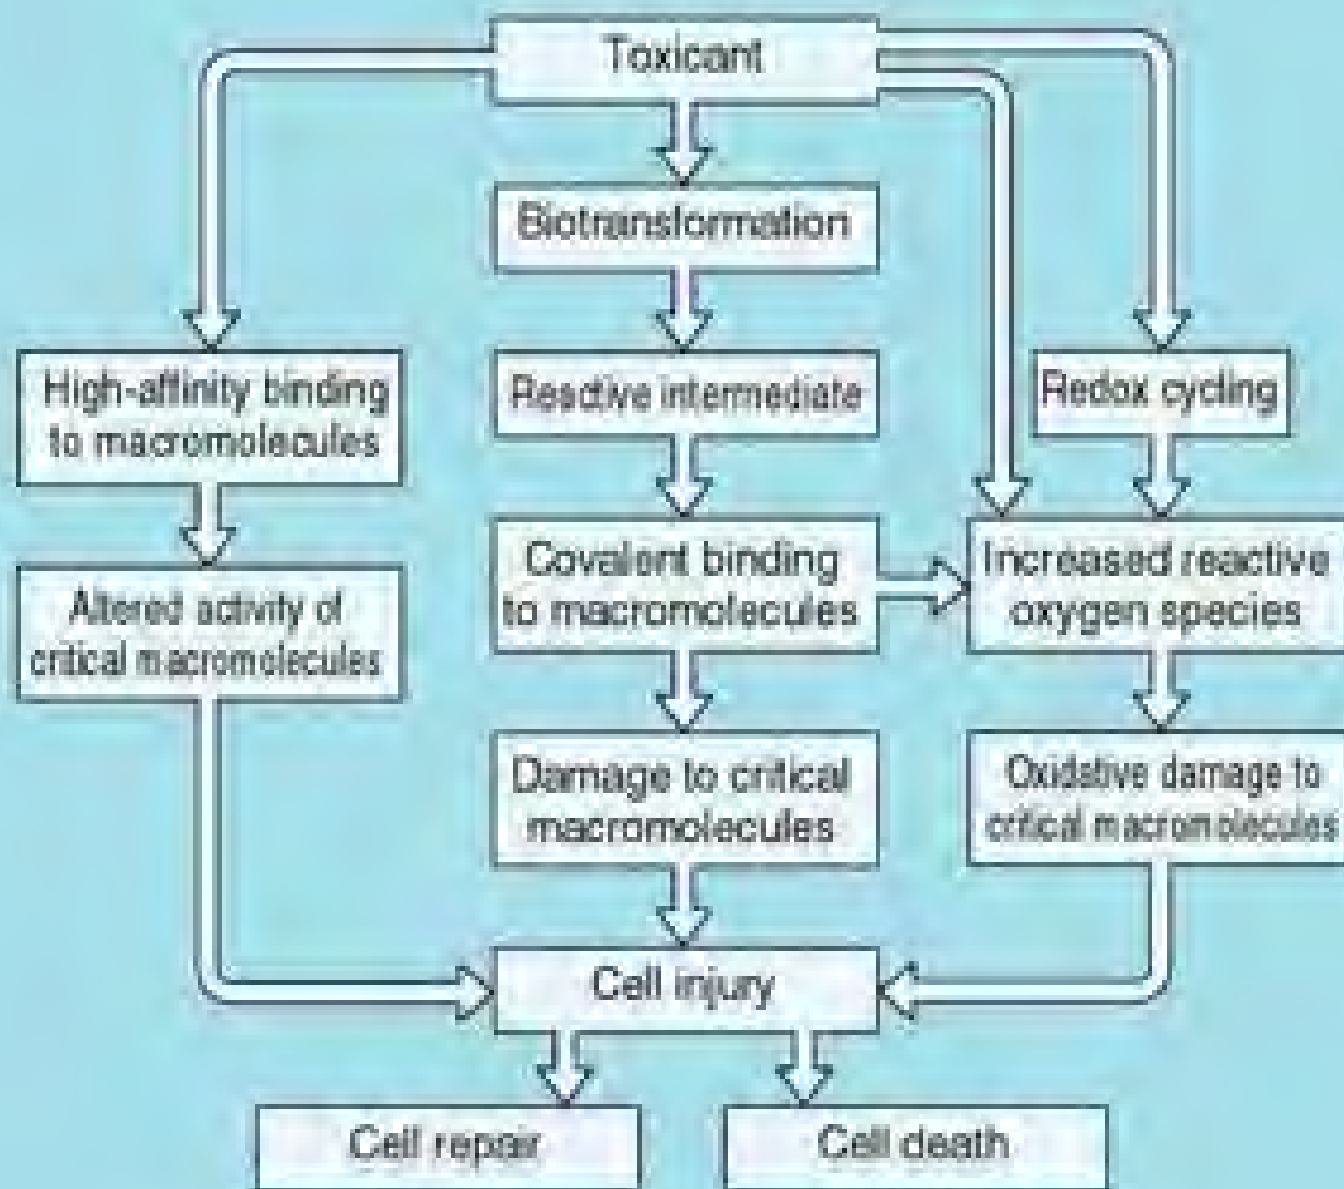 Toxicant
Biotransformation
High-affinity binding
to macromolecules
Reactive intermediate
Redox cycling
Covalent binding
to macromolecules
Increased reactive
oxygen species
Altered activity of
critical macromolecules
Damage to critical
macromolecules
Oxidative damage to
critical macromolecules
Cell injury
Cell repair
Cell death